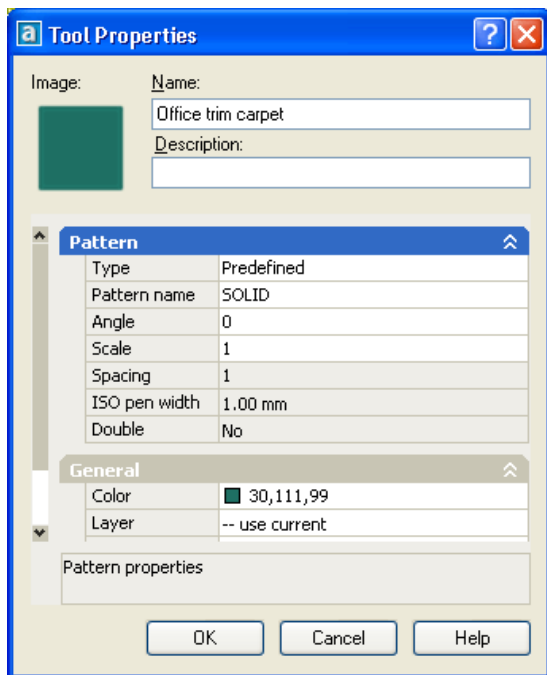 a Tool Properties ?
Image: Name:
Office trim carpet
Description:
Pattern
Type Predefined
Pattern name SOLID
Angle 0
Scale 1
Spacing 1
ISO pen width 1.00 mm
Double No
General
Color 30,111,99
Layer -- use current
Pattern properties
OK Cancel Help